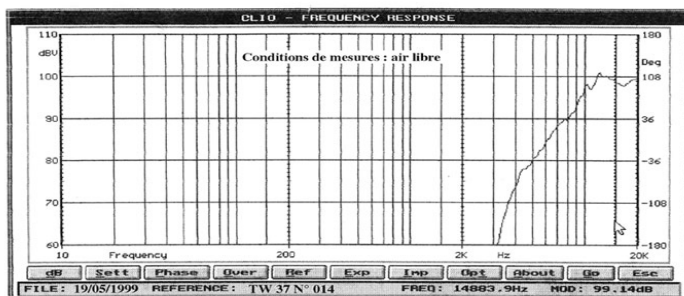 CLIO - FREQUENCY RESPONSE
110 180
dBV Deg
Conditions de mesures : air libre
100 108
90 36
80 -36
70 -108
60 -180
10 Frequency 200 2K Hz 20K
dB Sett Phase Over Ref Exp Imp Opt About Go Esc
FILE: 19/05/1999 REFERENCE: TW 37 N° 014 FREQ: 14883.9Hz MOD: 99.14dB